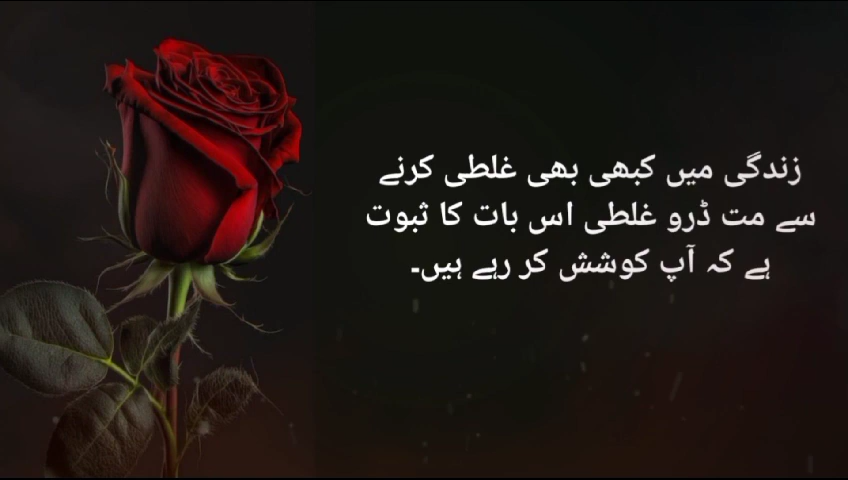 زندگی میں کبھی بھی غلطی کرنے
سے مت ڈرو غلطی اس بات کا ثبوت
ہے کہ آپ کوشش کر رہے ہیں۔